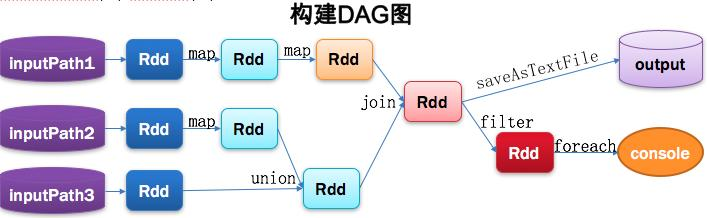 构建DAG图
inputPath1 Rdd map Rdd map Rdd
saveAsTextFile output
join Rdd
inputPath2 Rdd map Rdd
filter
Rdd foreach console
inputPath3 Rdd union Rdd